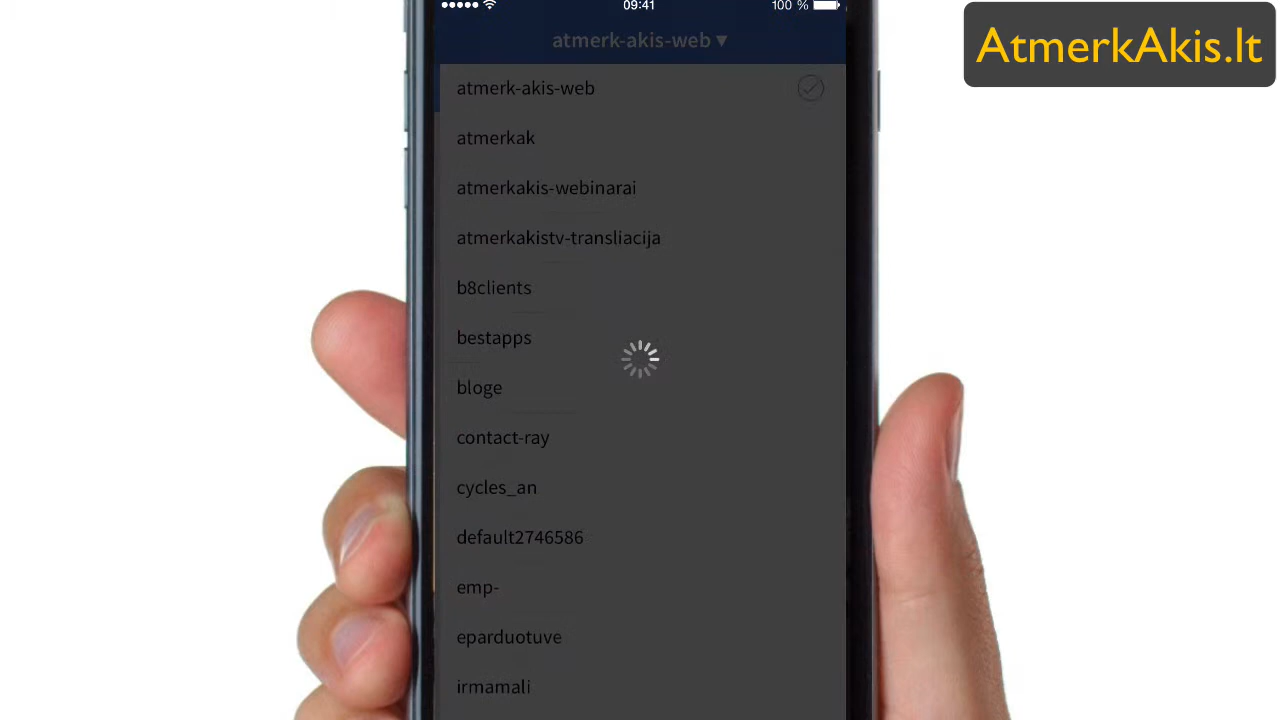 09:41
100 %
AtmerkAkis.lt
atmerk-akis-web ▾
atmerk-akis-web
atmerkak
atmerkakis-webinarai
atmerkakistv-transliacija
b8clients
bestapps
bloge
contact-ray
cycles_an
default2746586
emp-
eparduotuve
irmamali